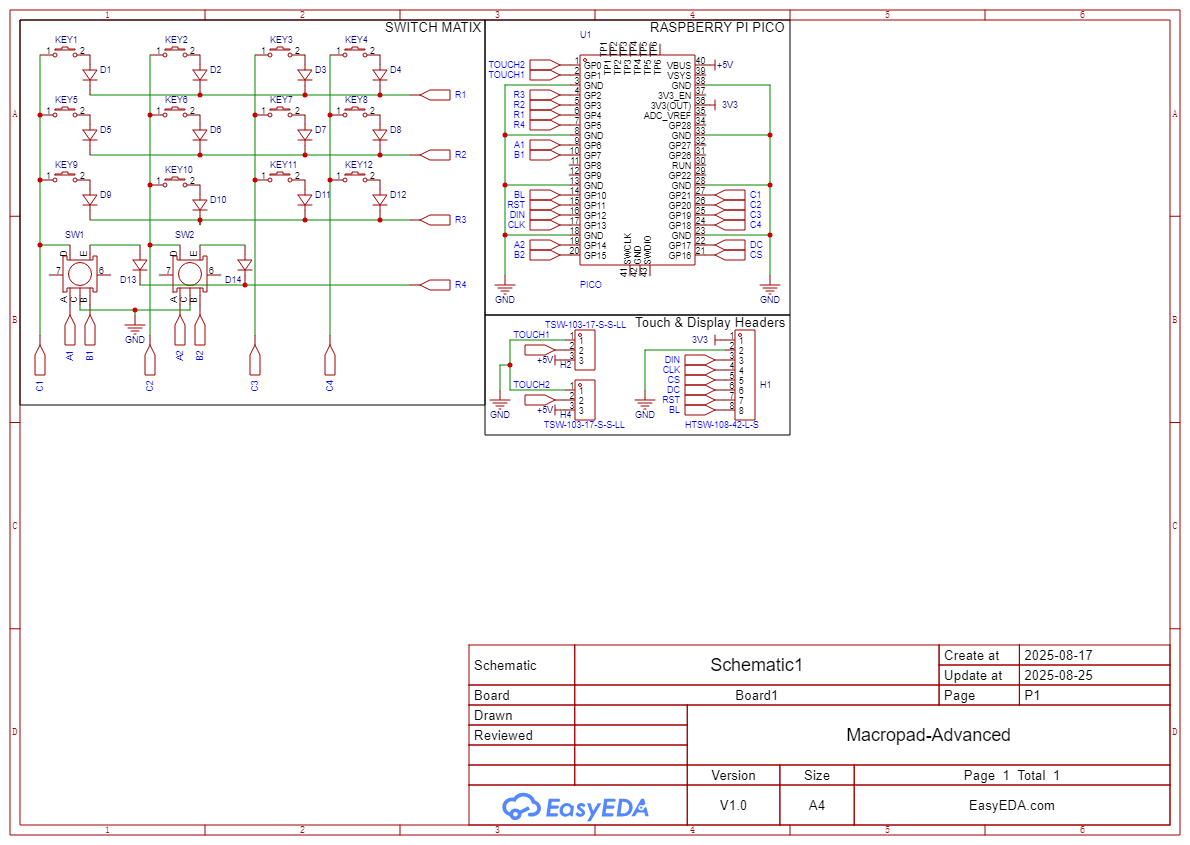 1 2 3 4 5 6
SWITCH MATIX
RASPBERRY PI PICO
KEY1 KEY2 KEY3 KEY4
1 2 1 2 1 2 1 2
D1 D2 D3 D4
R1
KEY5 KEY6 KEY7 KEY8
1 2 1 2 1 2 1 2
D5 D6 D7 D8
R2
KEY9 KEY10 KEY11 KEY12
1 2 1 2 1 2 1 2
D9 D10 D11 D12
R3
SW1 SW2
D E D E
7 6 7 6
D13 D14
R4
A C B A C B
GND
A1 B1 A2 B2
C1 C2 C3 C4
U1
TP1 TP2 TP3 TP4 TP5 TP6
TP1 TP2 TP3 TP4 TP5 TP6
TOUCH2 1 GP0 VBUS 40 +5V
TOUCH1 2 GP1 VSYS 39
3 GND GND 38
R3 4 GP2 3V3_EN 37
R2 5 GP3 3V3(OUT) 36 3V3
R1 6 GP4 ADC_VREF 35
R4 7 GP5 GP28 34
8 GND GND 33
A1 9 GP6 GP27 32
B1 10 GP7 GP26 31
11 GP8 RUN 30
12 GP9 GP22 29
13 GND GND 28
BL 14 GP10 GP21 27 C1
RST 15 GP11 GP20 26 C2
DIN 16 GP12 GP19 25 C3
CLK 17 GP13 GP18 24 C4
18 GND GND 23
A2 19 GP14 GP17 22 DC
B2 20 GP15 GP16 21 CS
SWCLK GND SWDIO
41 42 43
PICO
GND GND
Touch & Display Headers
TSW-103-17-S-S-LL
TOUCH1
+5V
1 2 3
1 2 3
H2
TOUCH2
+5V
1 2 3
1 2 3
H4
GND
TSW-103-17-S-S-LL
3V3 1 1
2 2
DIN 3 3
CLK 4 4
CS 5 5
DC 6 6
RST 7 7
BL 8 8
H1
GND
HTSW-108-42-L-S
A A
B B
C C
D D
Schematic Schematic1 Create at 2025-08-17
Update at 2025-08-25
Board Board1 Page P1
Drawn
Reviewed
Macropad-Advanced
Version Size Page 1 Total 1
EasyEDA V1.0 A4 EasyEDA.com
1 2 3 4 5 6